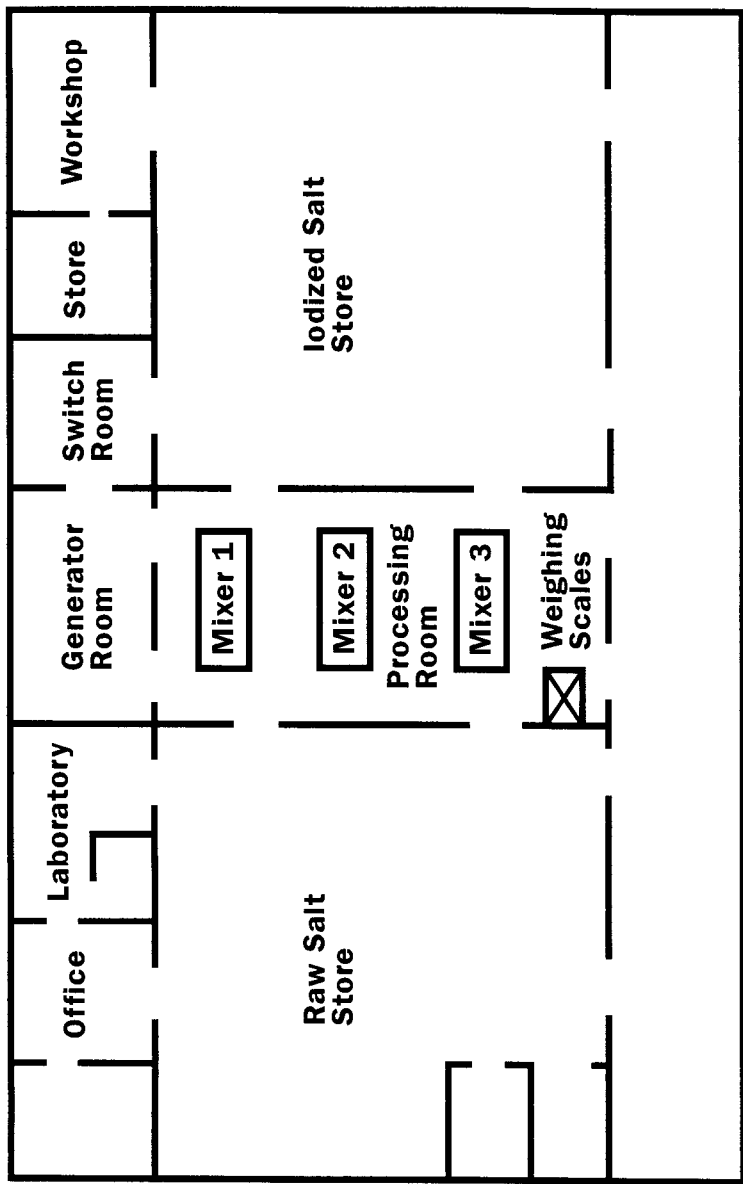 Office
Laboratory
Generator
Room
Switch
Room
Store
Workshop
Raw Salt
Store
Mixer 1
Mixer 2
Processing
Room
Mixer 3
Weighing
Scales
Iodized Salt
Store